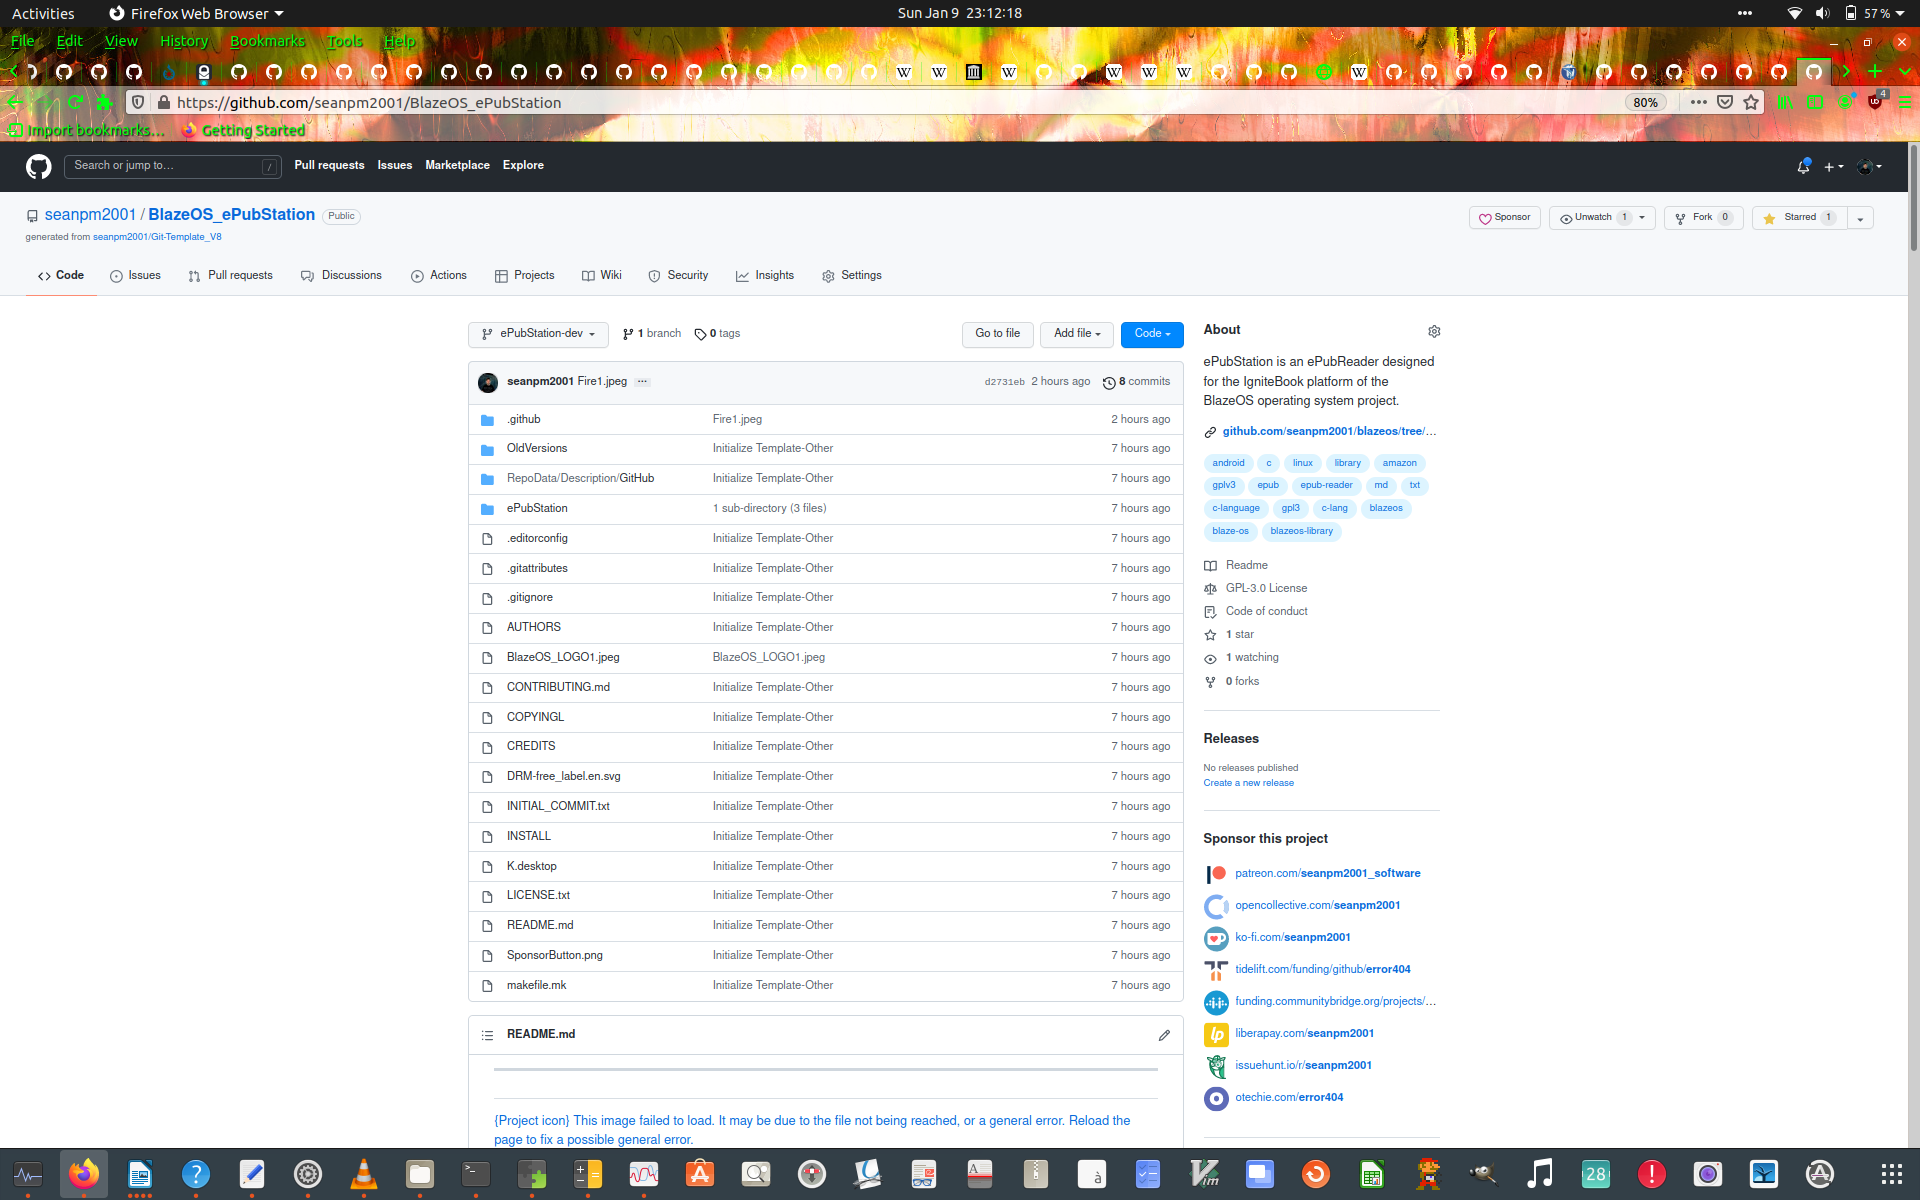 Activities Firefox Web Browser Sun Jan 9 23:12:18 57 %
File Edit View History Bookmarks Tools Help
https://github.com/seanpm2001/BlazeOS_ePubStation 80% 4
Import bookmarks... Getting Started
Search or jump to... / Pull requests Issues Marketplace Explore
seanpm2001 / BlazeOS_ePubStation Public Sponsor Unwatch 1 Fork 0 Starred 1
generated from seanpm2001/Git-Template_V8
Code Issues Pull requests Discussions Actions Projects Wiki Security Insights Settings
ePubStation-dev 1 branch 0 tags Go to file Add file Code
seanpm2001 Fire1.jpeg ... d2731eb 2 hours ago 8 commits
.github Fire1.jpeg 2 hours ago
OldVersions Initialize Template-Other 7 hours ago
RepoData/Description/GitHub Initialize Template-Other 7 hours ago
ePubStation 1 sub-directory (3 files) 7 hours ago
.editorconfig Initialize Template-Other 7 hours ago
.gitattributes Initialize Template-Other 7 hours ago
.gitignore Initialize Template-Other 7 hours ago
AUTHORS Initialize Template-Other 7 hours ago
BlazeOS_LOGO1.jpeg BlazeOS_LOGO1.jpeg 7 hours ago
CONTRIBUTING.md Initialize Template-Other 7 hours ago
COPYINGL Initialize Template-Other 7 hours ago
CREDITS Initialize Template-Other 7 hours ago
DRM-free_label.en.svg Initialize Template-Other 7 hours ago
INITIAL_COMMIT.txt Initialize Template-Other 7 hours ago
INSTALL Initialize Template-Other 7 hours ago
K.desktop Initialize Template-Other 7 hours ago
LICENSE.txt Initialize Template-Other 7 hours ago
README.md Initialize Template-Other 7 hours ago
SponsorButton.png Initialize Template-Other 7 hours ago
makefile.mk Initialize Template-Other 7 hours ago
README.md
{Project icon} This image failed to load. It may be due to the file not being reached, or a general error. Reload the
page to fix a possible general error.
About
ePubStation is an ePubReader designed
for the IgniteBook platform of the
BlazeOS operating system project.
github.com/seanpm2001/blazeos/tree/...
android c linux library amazon
gplv3 epub epub-reader md txt
c-language gpl3 c-lang blazeos
blaze-os blazeos-library
Readme
GPL-3.0 License
Code of conduct
1 star
1 watching
0 forks
Releases
No releases published
Create a new release
Sponsor this project
patreon.com/seanpm2001_software
opencollective.com/seanpm2001
ko-fi.com/seanpm2001
tidelift.com/funding/github/error404
funding.communitybridge.org/projects/...
liberapay.com/seanpm2001
issuehunt.io/r/seanpm2001
otechie.com/error404
28